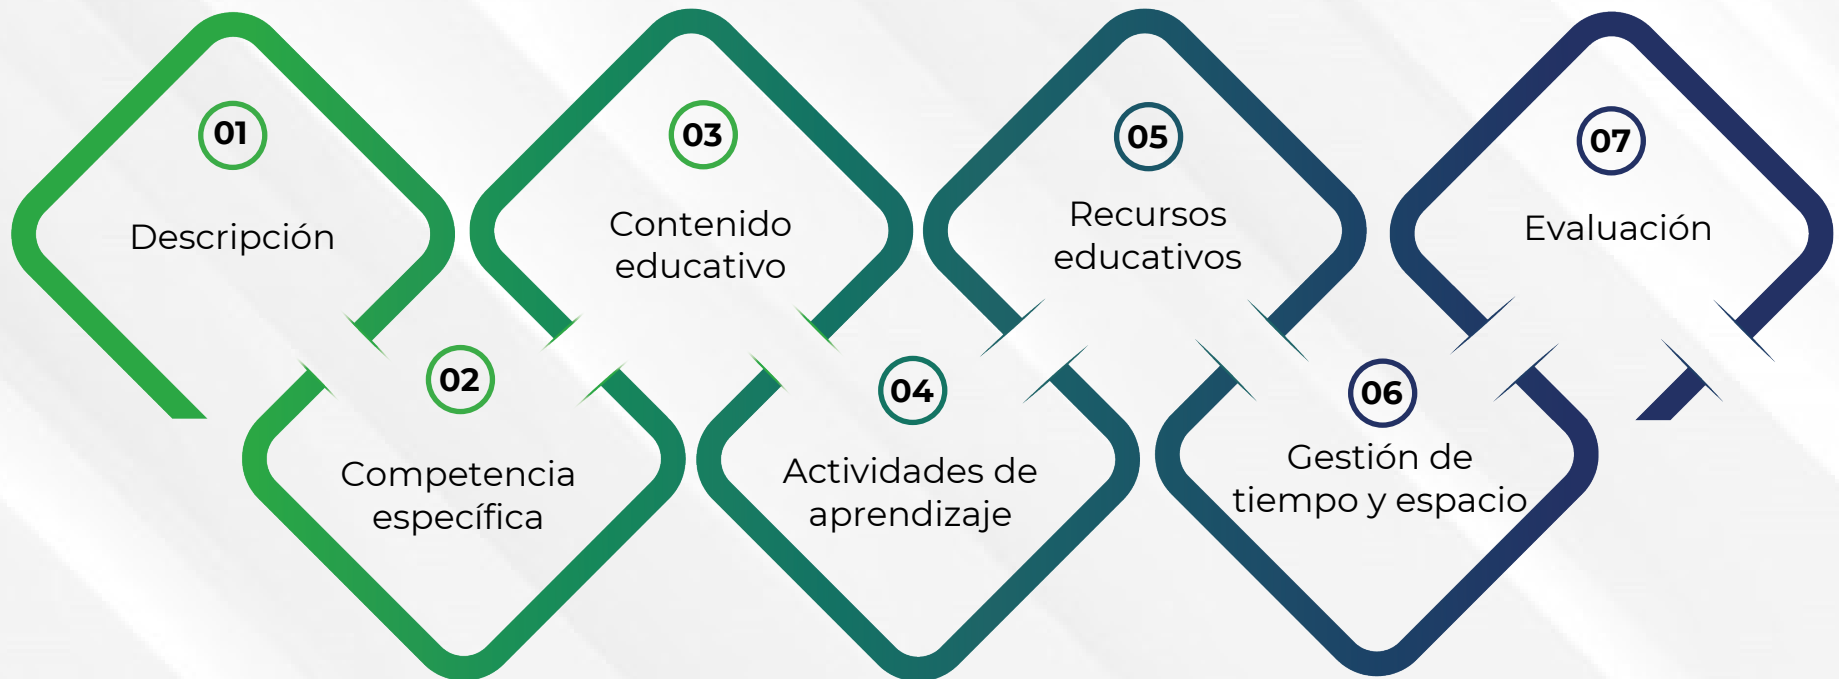 01
Descripción
02
Competencia
específica
03
Contenido
educativo
04
Actividades de
aprendizaje
05
Recursos
educativos
06
Gestión de
tiempo y espacio
07
Evaluación